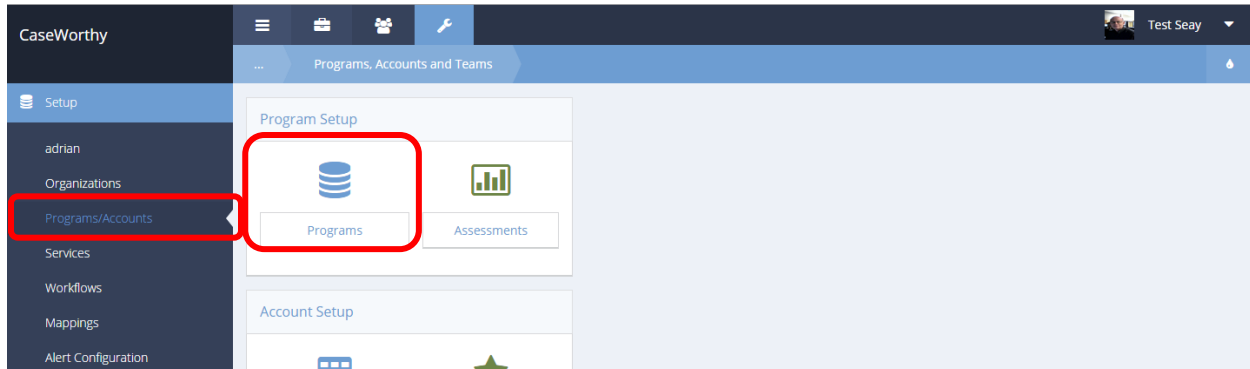 CaseWorthy
Test Seay
... Programs, Accounts and Teams
Setup
adrian
Organizations
Programs/Accounts
Services
Workflows
Mappings
Alert Configuration
Program Setup
Programs
Assessments
Account Setup